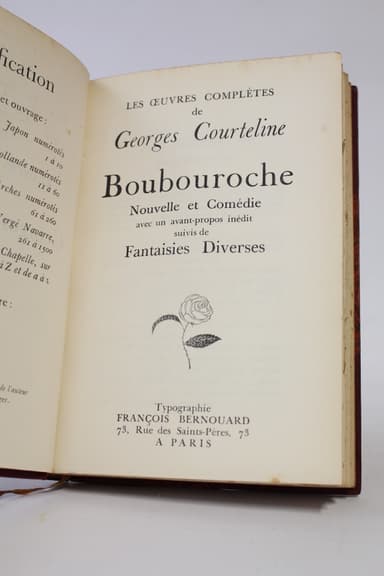 fication
et ouvrage :
Japon numérotés
1 à 10
ollande numérotés
11 à 60
rches numérotés
61 à 260
ergé Navarre,
261 à 1500
Chapelle, sur
à Z et de a à
re :
de l'auteur
LES ŒUVRES COMPLÈTES
de
Georges Courteline
Boubouroche
Nouvelle et Comédie
avec un avant-propos inédit
suivis de
Fantaisies Diverses
Typographie
FRANÇOIS BERNOUARD
73, Rue des Saints-Pères, 73
A PARIS